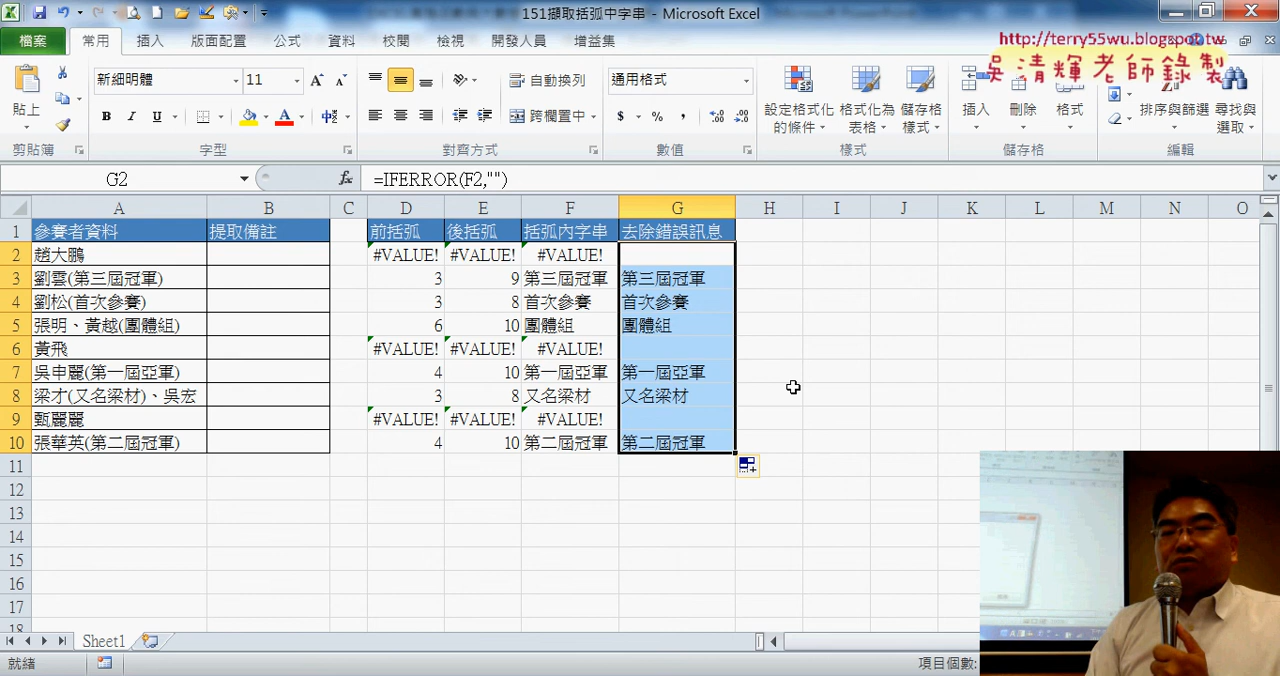 151擷取括弧中字串 - Microsoft Excel
檔案 常用 插入 版面配置 公式 資料 校閱 檢視 開發人員 增益集
http://terry55wu.blogspot.tw
吳清輝老師錄製
貼上
新細明體 11
B I U
自動換列
跨欄置中
通用格式
$ % ,
設定格式化的條件
格式化為表格
儲存格樣式
插入 刪除 格式
排序與篩選
尋找與選取
剪貼簿 字型 對齊方式 數值 樣式 儲存格 編輯
G2 fx =IFERROR(F2,"")
A B C D E F G H I J K L M N O
1 參賽者資料 提取備註 前括弧 後括弧 括弧內字串 去除錯誤訊息
2 趙大鵬 #VALUE! #VALUE! #VALUE!
3 劉雲(第三屆冠軍) 3 9 第三屆冠軍 第三屆冠軍
4 劉松(首次參賽) 3 8 首次參賽 首次參賽
5 張明、黃越(團體組) 6 10 團體組 團體組
6 黃飛 #VALUE! #VALUE! #VALUE!
7 吳申麗(第一屆亞軍) 4 10 第一屆亞軍 第一屆亞軍
8 梁才(又名梁材)、吳宏 3 8 又名梁材 又名梁材
9 甄麗麗 #VALUE! #VALUE! #VALUE!
10 張華英(第二屆冠軍) 4 10 第二屆冠軍 第二屆冠軍
11
12
13
14
15
16
17
18
Sheet1
就緒 項目個數: